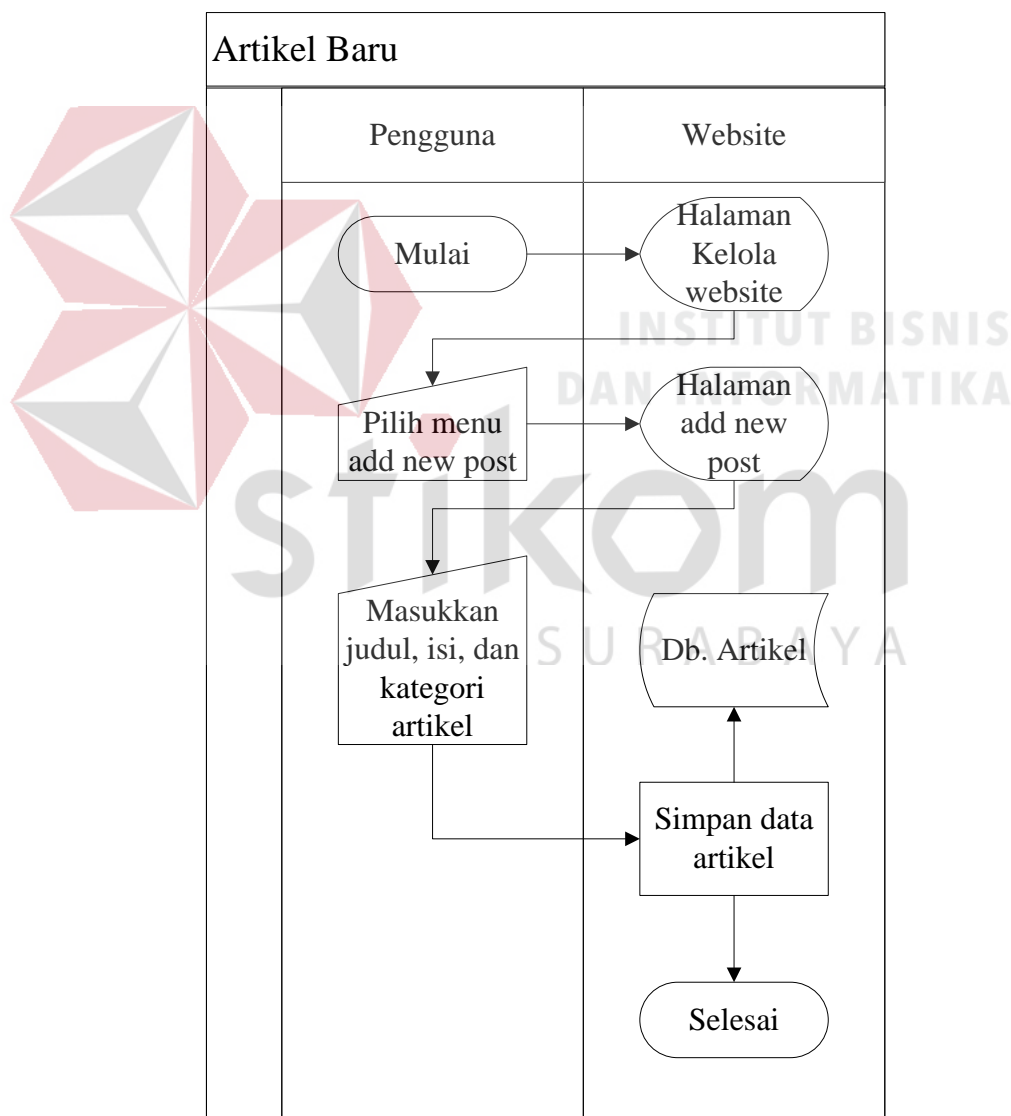 Artikel Baru
Pengguna
Website
Mulai
Halaman
Kelola
website
INSTITUT BISNIS
DAN INFORMATIKA
Pilih menu
add new post
Halaman
add new
post
stikom
SURABAYA
Masukkan
judul, isi, dan
kategori
artikel
Db. Artikel
Simpan data
artikel
Selesai